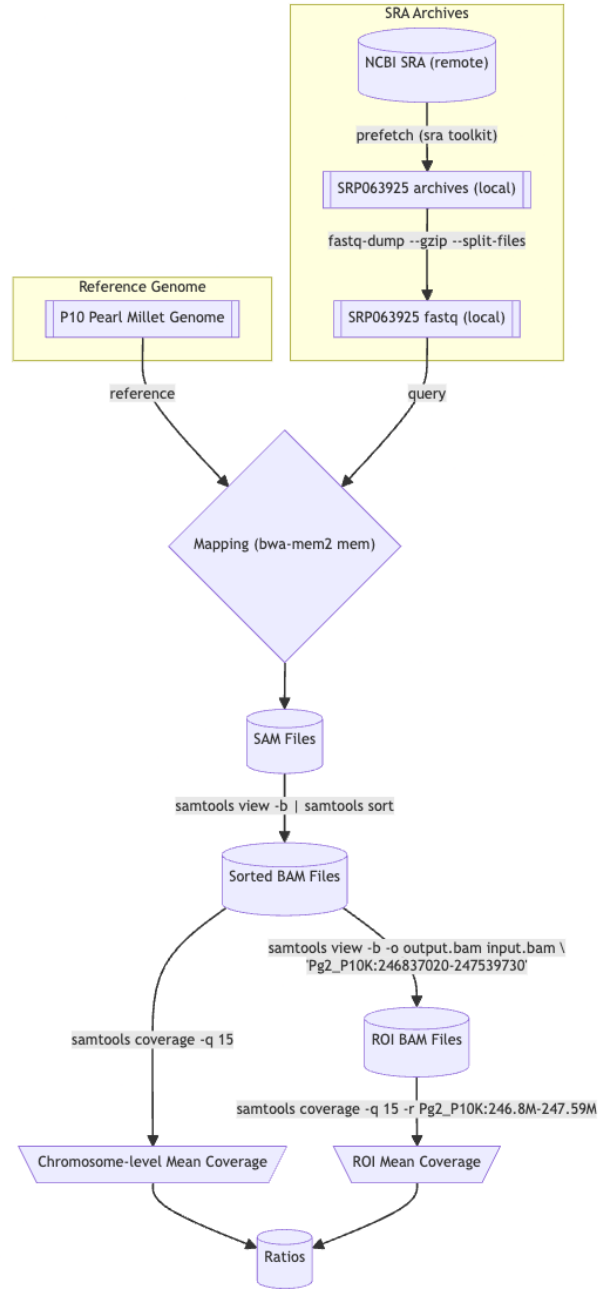 SRA Archives
NCBI SRA (remote)
prefetch (sra toolkit)
SRP063925 archives (local)
fastq-dump --gzip --split-files
Reference Genome
P10 Pearl Millet Genome
SRP063925 fastq (local)
reference
query
Mapping (bwa-mem2 mem)
SAM Files
samtools view -b | samtools sort
Sorted BAM Files
samtools view -b -o output.bam input.bam \
'Pg2_P10K:246837020-247539730'
samtools coverage -q 15
ROI BAM Files
samtools coverage -q 15 -r Pg2_P10K:246.8M-247.59M
Chromosome-level Mean Coverage
ROI Mean Coverage
Ratios